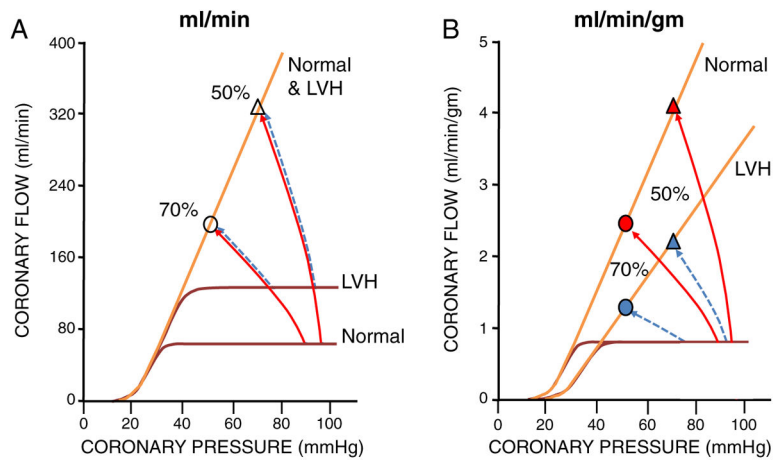 A
ml/min
CORONARY FLOW (ml/min)
400
320
240
160
80
0
0
20
40
60
80
100
CORONARY PRESSURE (mmHg)
50%
70%
Normal
& LVH
LVH
Normal
B
ml/min/gm
CORONARY FLOW (ml/min/gm)
5
4
3
2
1
0
0
20
40
60
80
100
CORONARY PRESSURE (mmHg)
Normal
50%
LVH
70%